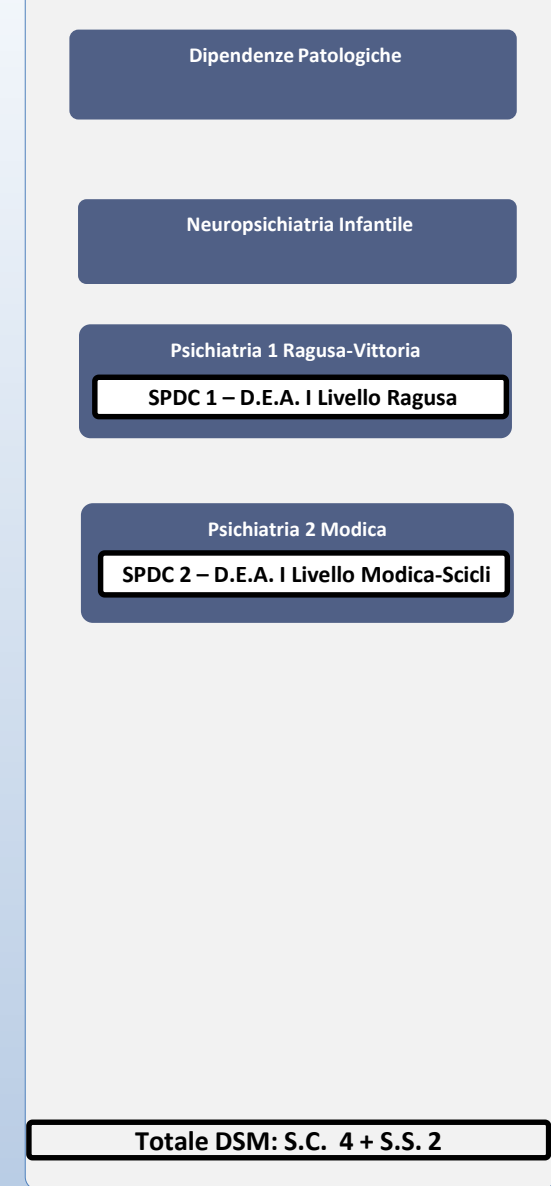 Dipendenze Patologiche
Neuropsichiatria Infantile
Psichiatria 1 Ragusa-Vittoria
SPDC 1 – D.E.A. I Livello Ragusa
Psichiatria 2 Modica
SPDC 2 – D.E.A. I Livello Modica-Scicli
Totale DSM: S.C. 4 + S.S. 2